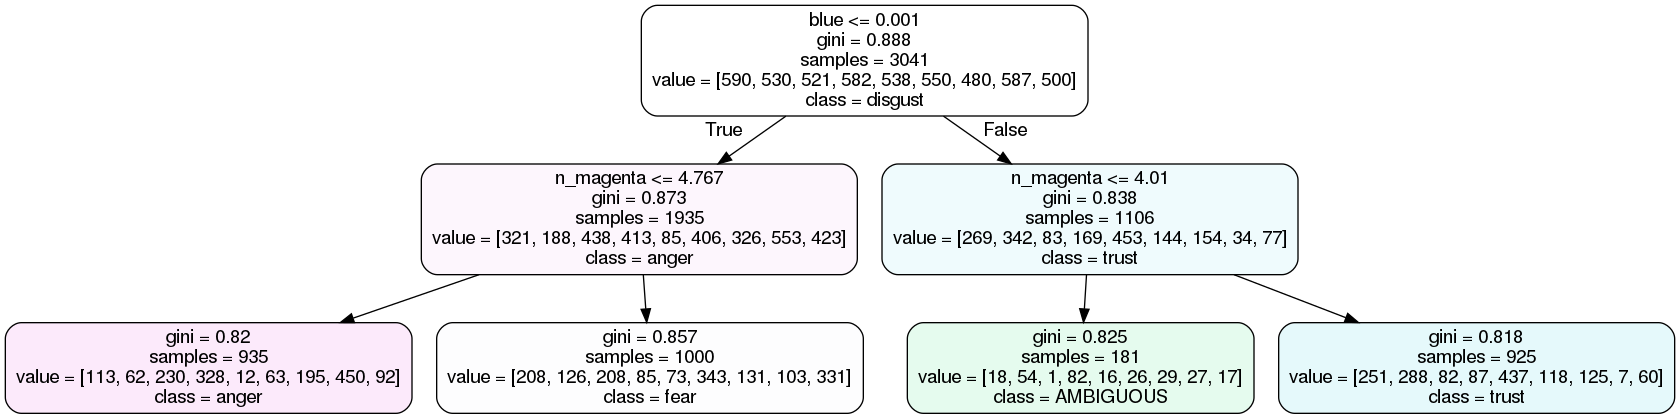 blue <= 0.001
gini = 0.888
samples = 3041
value = [590, 530, 521, 582, 538, 550, 480, 587, 500]
class = disgust
True
False
n_magenta <= 4.767
gini = 0.873
samples = 1935
value = [321, 188, 438, 413, 85, 406, 326, 553, 423]
class = anger
n_magenta <= 4.01
gini = 0.838
samples = 1106
value = [269, 342, 83, 169, 453, 144, 154, 34, 77]
class = trust
gini = 0.82
samples = 935
value = [113, 62, 230, 328, 12, 63, 195, 450, 92]
class = anger
gini = 0.857
samples = 1000
value = [208, 126, 208, 85, 73, 343, 131, 103, 331]
class = fear
gini = 0.825
samples = 181
value = [18, 54, 1, 82, 16, 26, 29, 27, 17]
class = AMBIGUOUS
gini = 0.818
samples = 925
value = [251, 288, 82, 87, 437, 118, 125, 7, 60]
class = trust